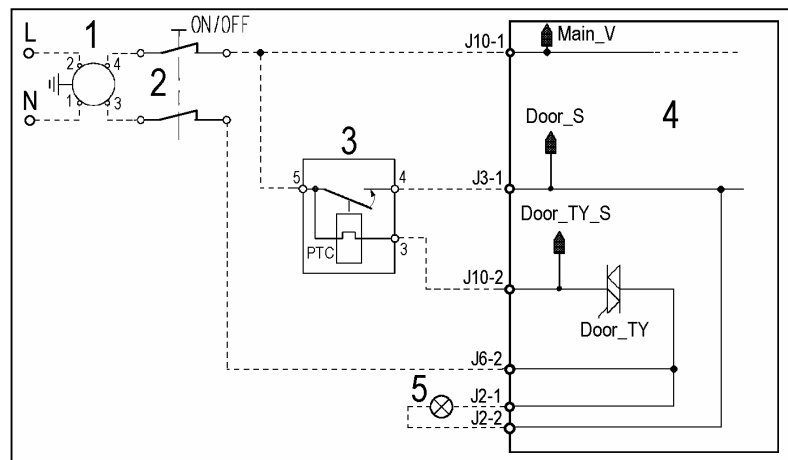 ON/OFF
L
1
2
4
J10-1
Main_V
N
1
3
2
4
Door_S
3
5
4
J3-1
PTC
3
Door_TY_S
J10-2
Door_TY
J6-2
5
J2-1
J2-2